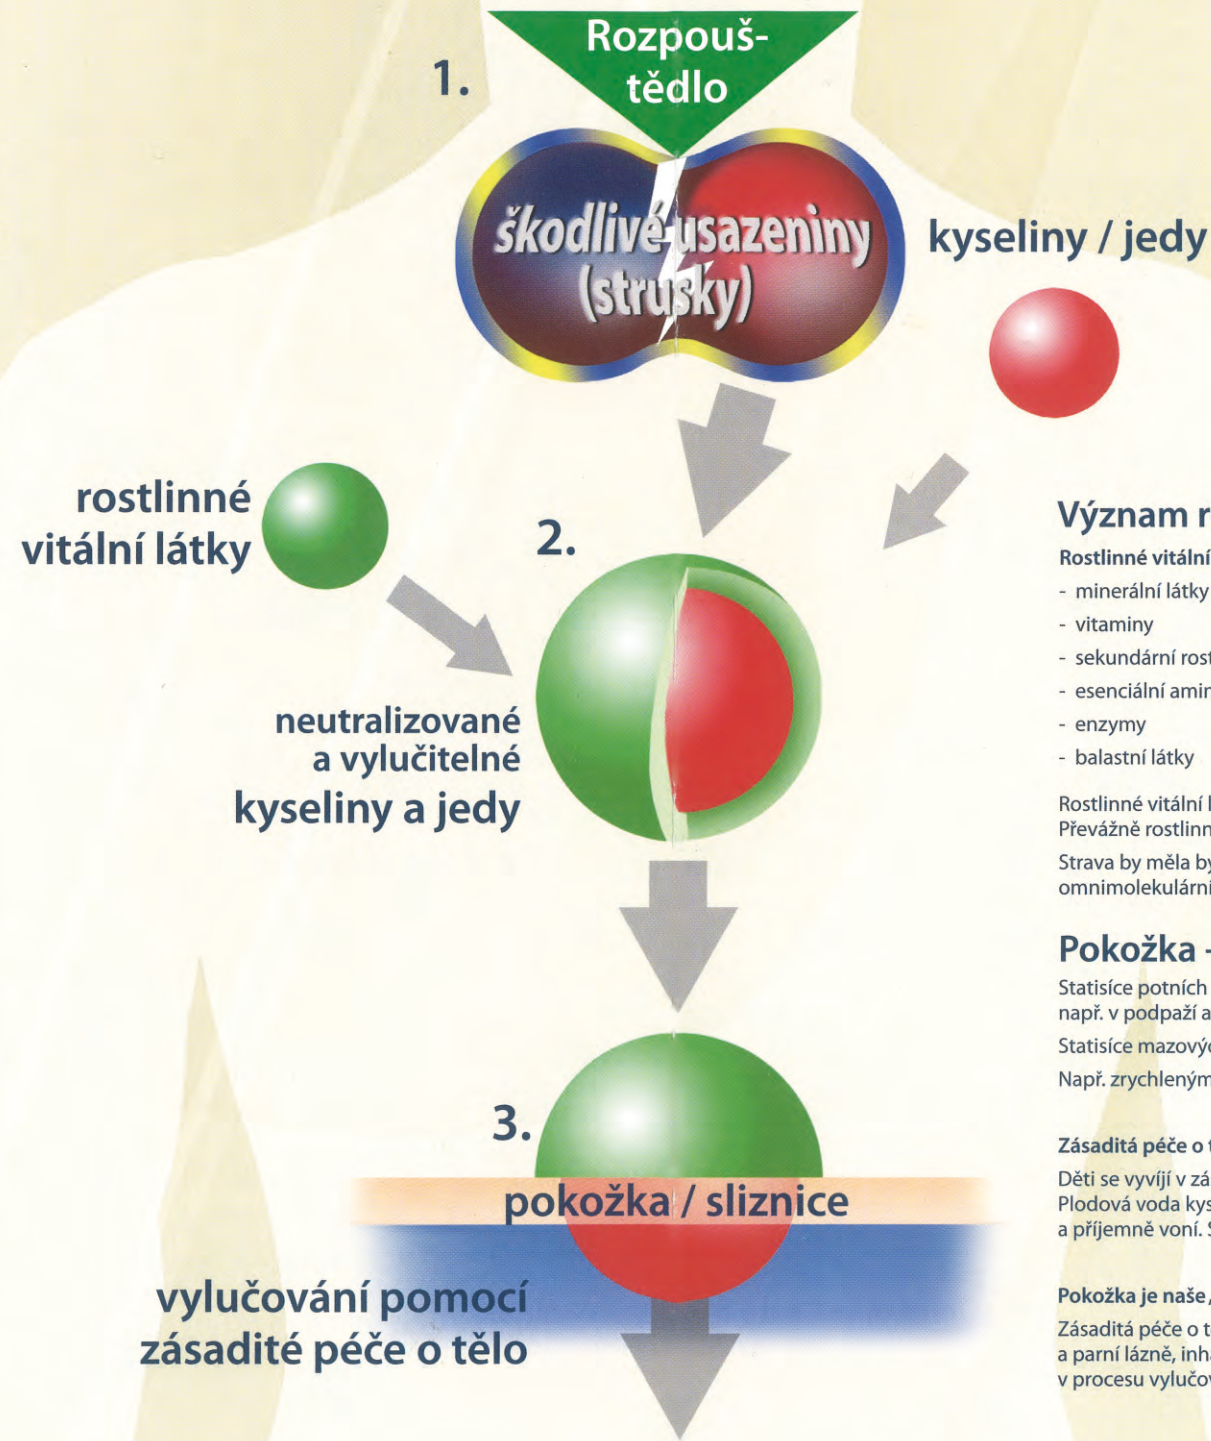 Rozpouš-
tědlo
1.
škodlivé usazeniny
(strusky)
kyseliny / jedy
rostlinné
vitální látky
2.
neutralizované
a vylučitelné
kyseliny a jedy
3.
pokožka / sliznice
vylučování pomocí
zásadité péče o tělo
Význam r
Rostlinné vitální
- minerální látky
- vitaminy
- sekundární rost
- esenciální amin
- enzymy
- balastní látky
Rostlinné vitální l
Převážně rostlinn
Strava by měla by
omnimolekulární
Pokožka -
Statisíce potních
např. v podpaží a
Statisíce mazovýc
Např. zrychleným
Zásaditá péče o t
Děti se vyvíjí v zá
Plodová voda kys
a příjemně voní. S
Pokožka je naše
Zásaditá péče o tě
a parní lázně, inha
v procesu vylučov